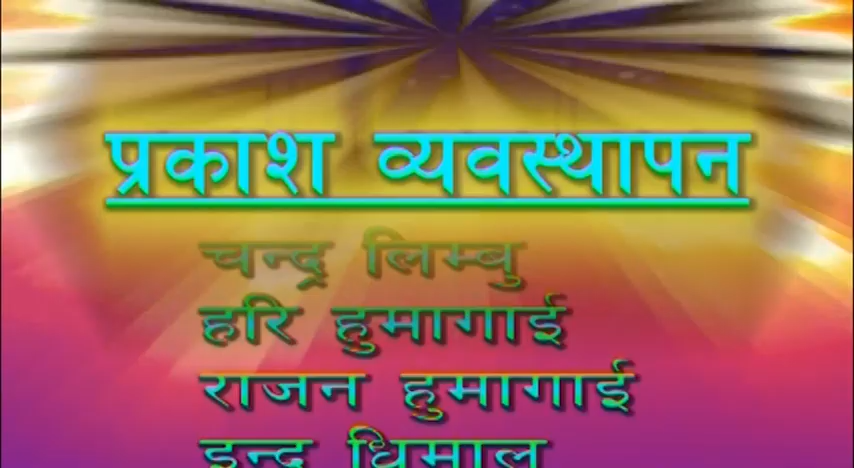 प्रकाश व्यवस्थापन
चन्द्र लिम्बु
हरि हुमागाई
राजन हुमागाई
इन्द्र धिमाल